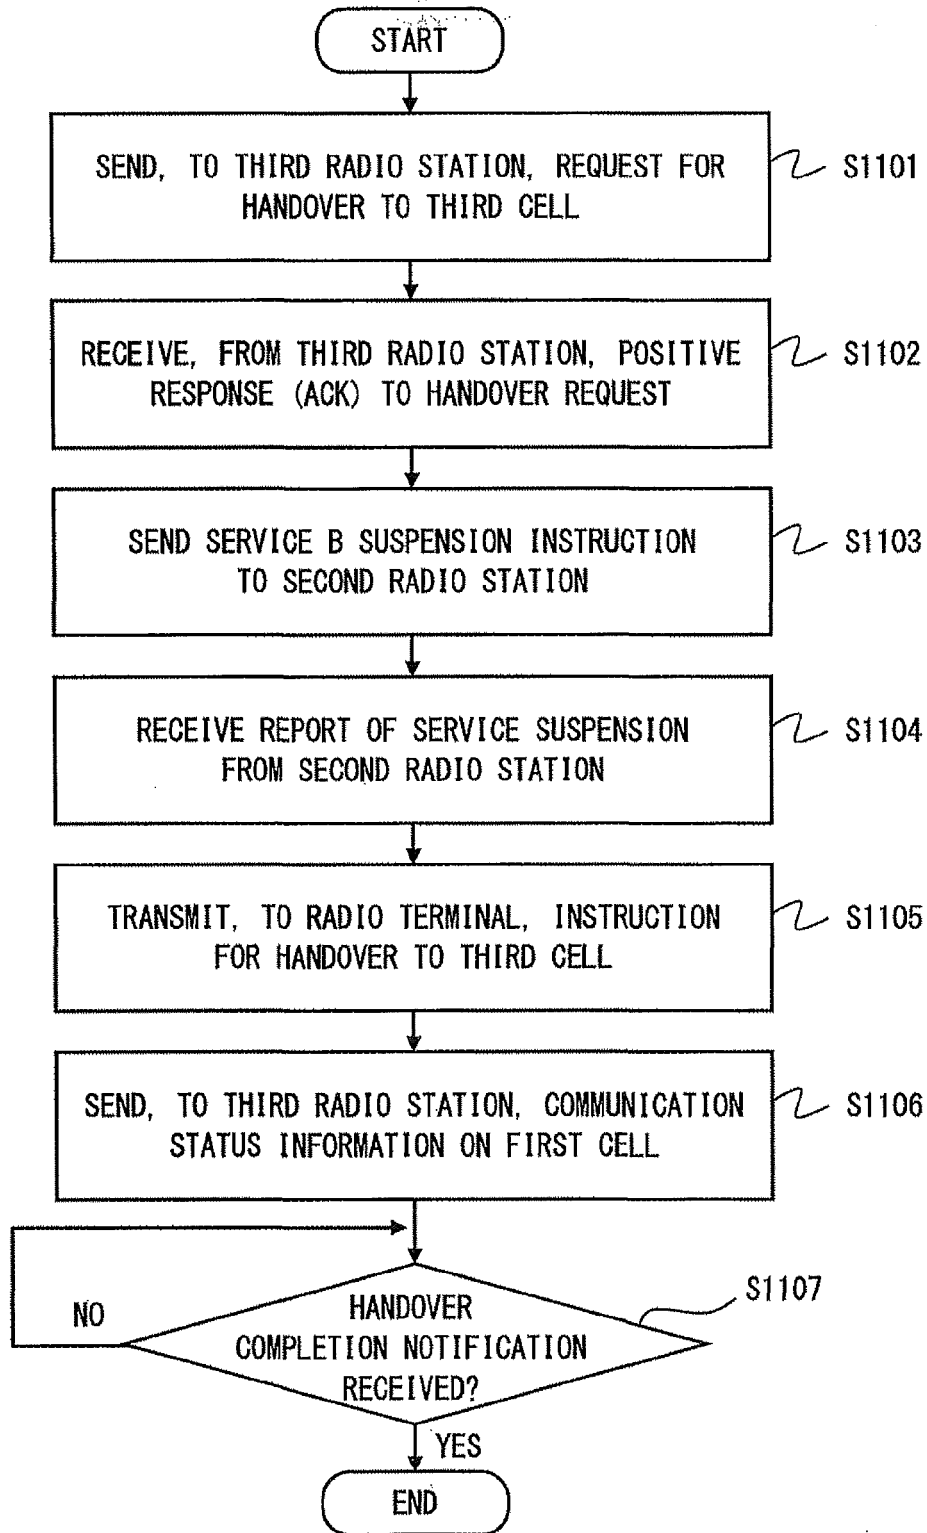 START
SEND, TO THIRD RADIO STATION, REQUEST FOR
HANDOVER TO THIRD CELL
S1101
RECEIVE, FROM THIRD RADIO STATION, POSITIVE
RESPONSE (ACK) TO HANDOVER REQUEST
S1102
SEND SERVICE B SUSPENSION INSTRUCTION
TO SECOND RADIO STATION
S1103
RECEIVE REPORT OF SERVICE SUSPENSION
FROM SECOND RADIO STATION
S1104
TRANSMIT, TO RADIO TERMINAL, INSTRUCTION
FOR HANDOVER TO THIRD CELL
S1105
SEND, TO THIRD RADIO STATION, COMMUNICATION
STATUS INFORMATION ON FIRST CELL
S1106
HANDOVER
COMPLETION NOTIFICATION
RECEIVED?
S1107
NO
YES
END